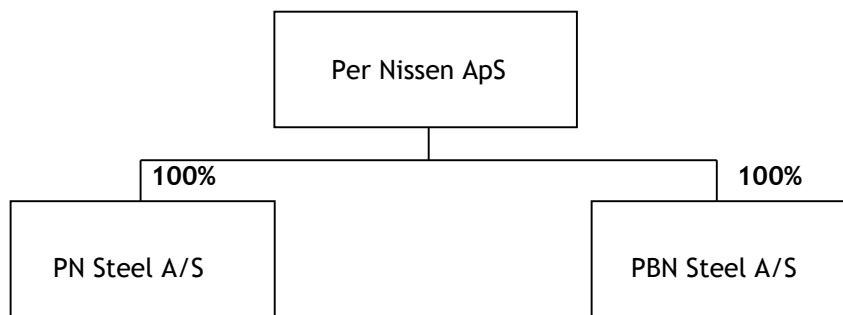 Per Nissen ApS
100%
100%
PN Steel A/S
PBN Steel A/S